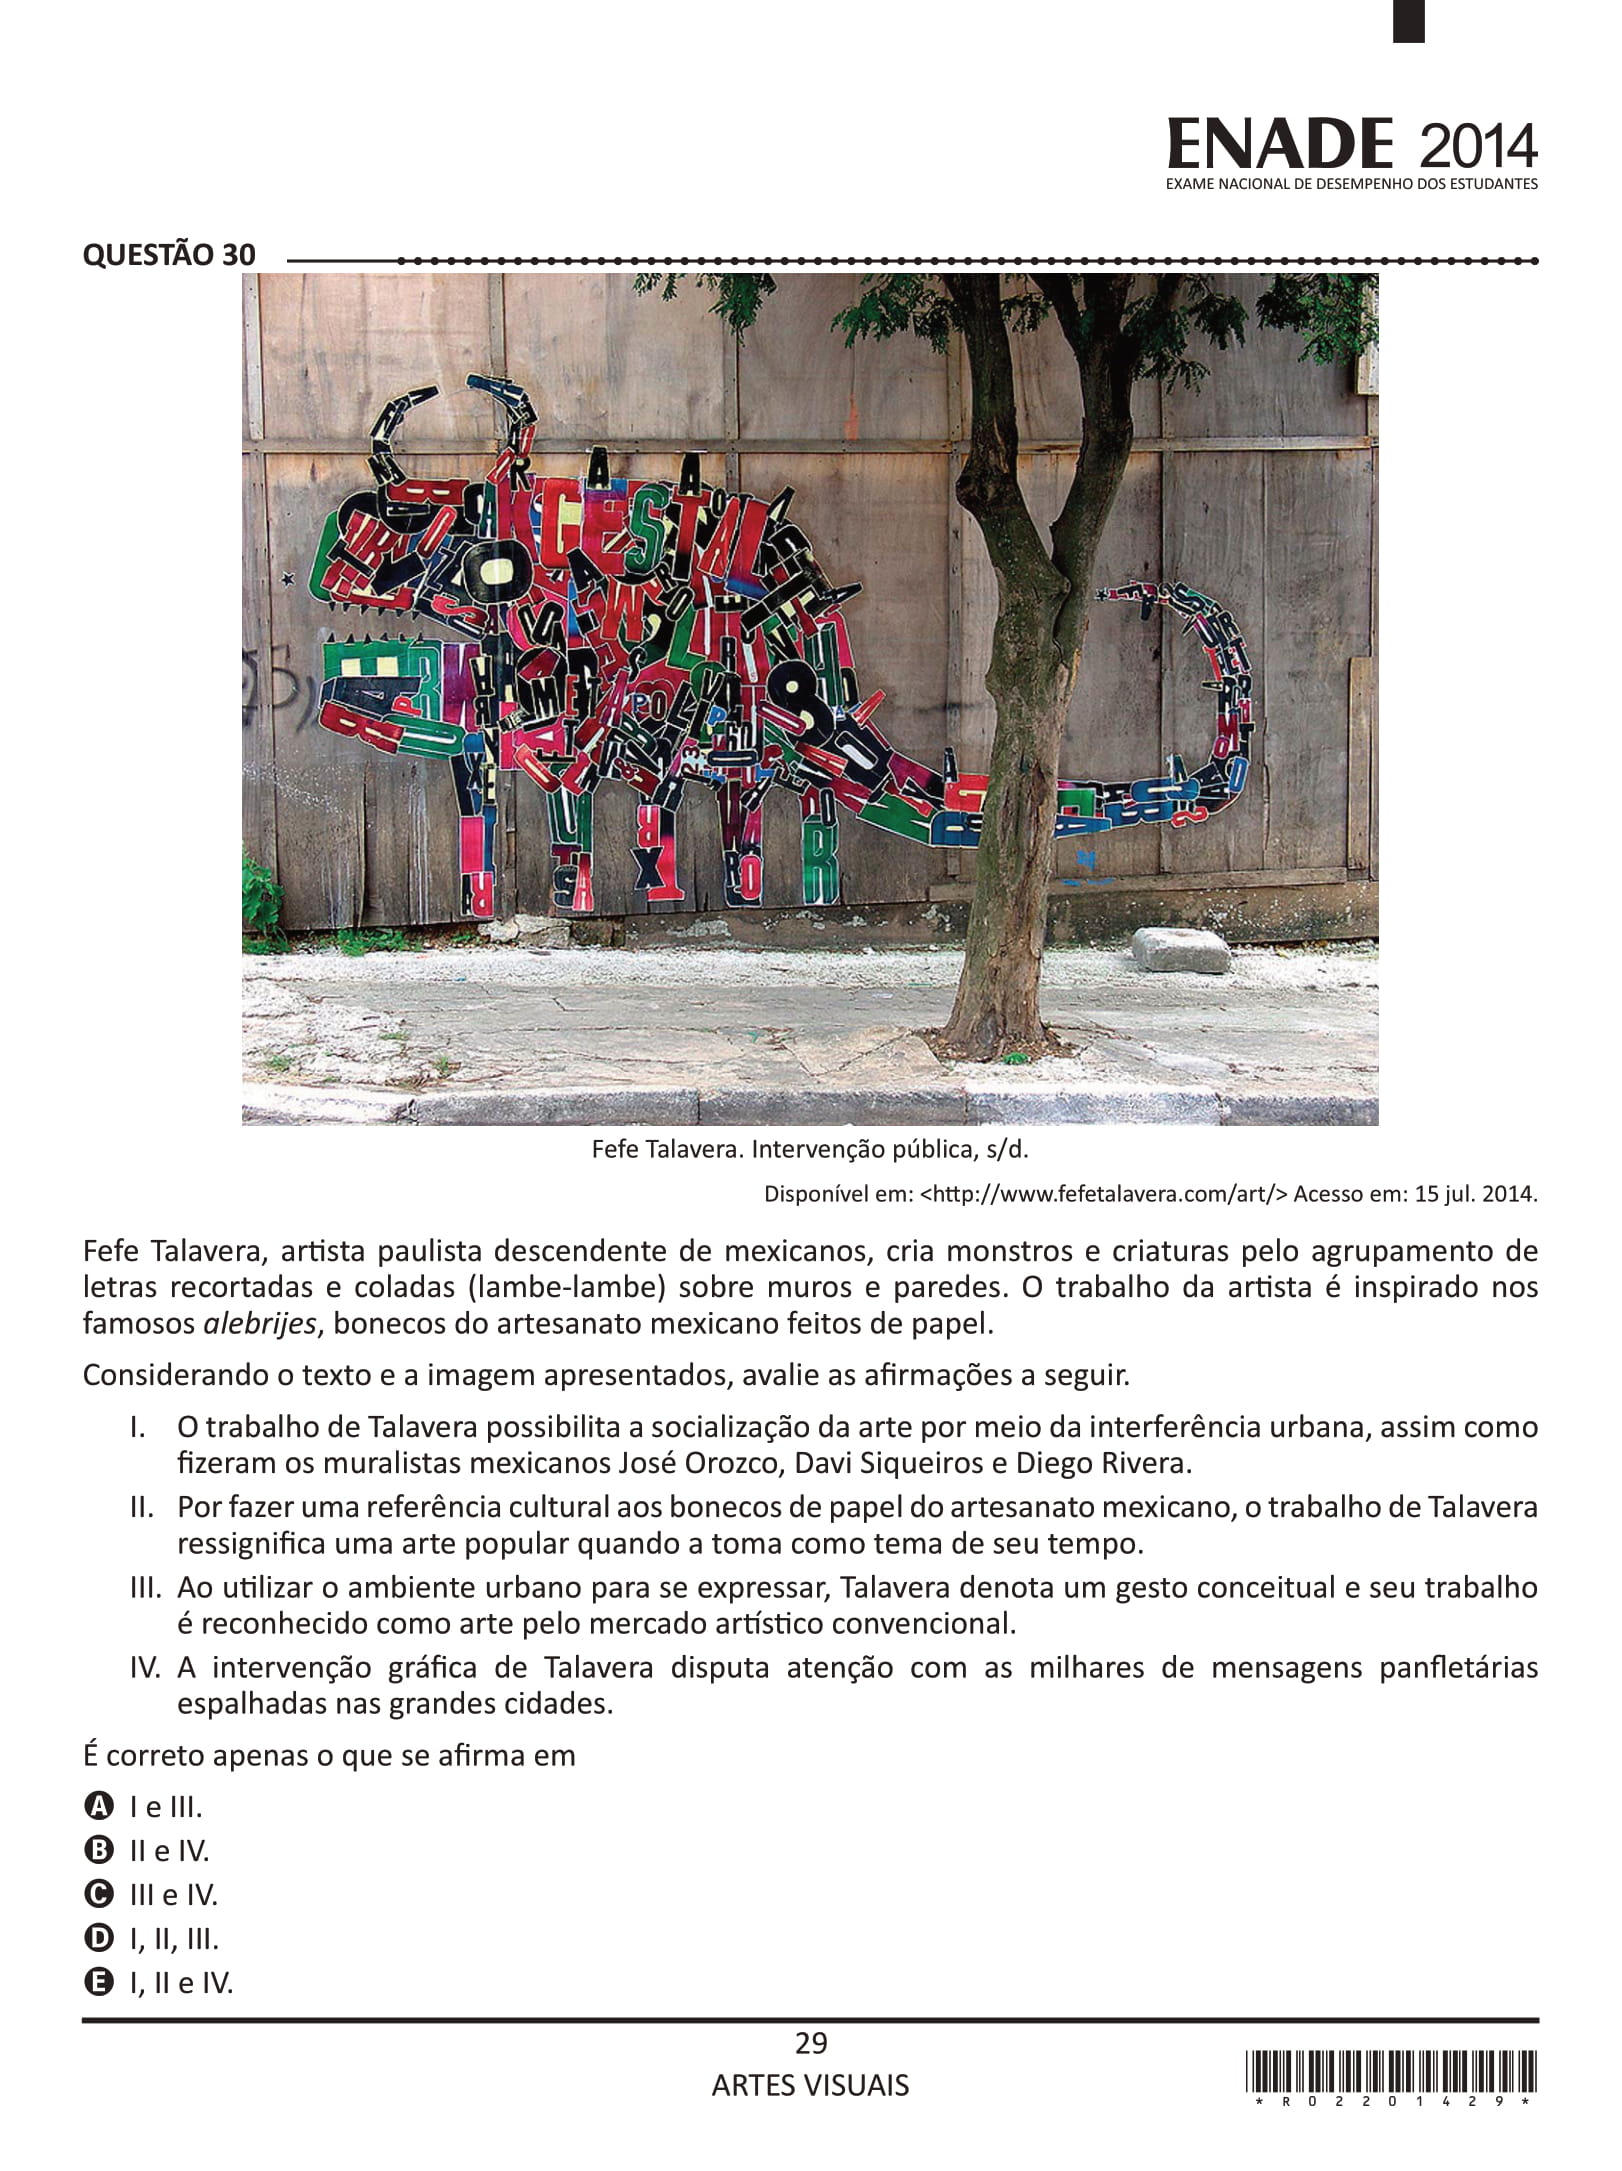 ENADE 2014
EXAME NACIONAL DE DESEMPENHO DOS ESTUDANTES
QUESTÃO 30
Fefe Talavera. Intervenção pública, s/d.
Disponível em: <http://www.fefetalavera.com/art/> Acesso em: 15 jul. 2014.
Fefe Talavera, artista paulista descendente de mexicanos, cria monstros e criaturas pelo agrupamento de
letras recortadas e coladas (lambe-lambe) sobre muros e paredes. O trabalho da artista é inspirado nos
famosos alebrijes, bonecos do artesanato mexicano feitos de papel.
Considerando o texto e a imagem apresentados, avalie as afirmações a seguir.
I. O trabalho de Talavera possibilita a socialização da arte por meio da interferência urbana, assim como
fizeram os muralistas mexicanos José Orozco, Davi Siqueiros e Diego Rivera.
II. Por fazer uma referência cultural aos bonecos de papel do artesanato mexicano, o trabalho de Talavera
ressignifica uma arte popular quando a toma como tema de seu tempo.
III. Ao utilizar o ambiente urbano para se expressar, Talavera denota um gesto conceitual e seu trabalho
é reconhecido como arte pelo mercado artístico convencional.
IV. A intervenção gráfica de Talavera disputa atenção com as milhares de mensagens panfletárias
espalhadas nas grandes cidades.
É correto apenas o que se afirma em
A I e III.
B II e IV.
C III e IV.
D I, II, III.
E I, II e IV.
29
ARTES VISUAIS
*R02201429*